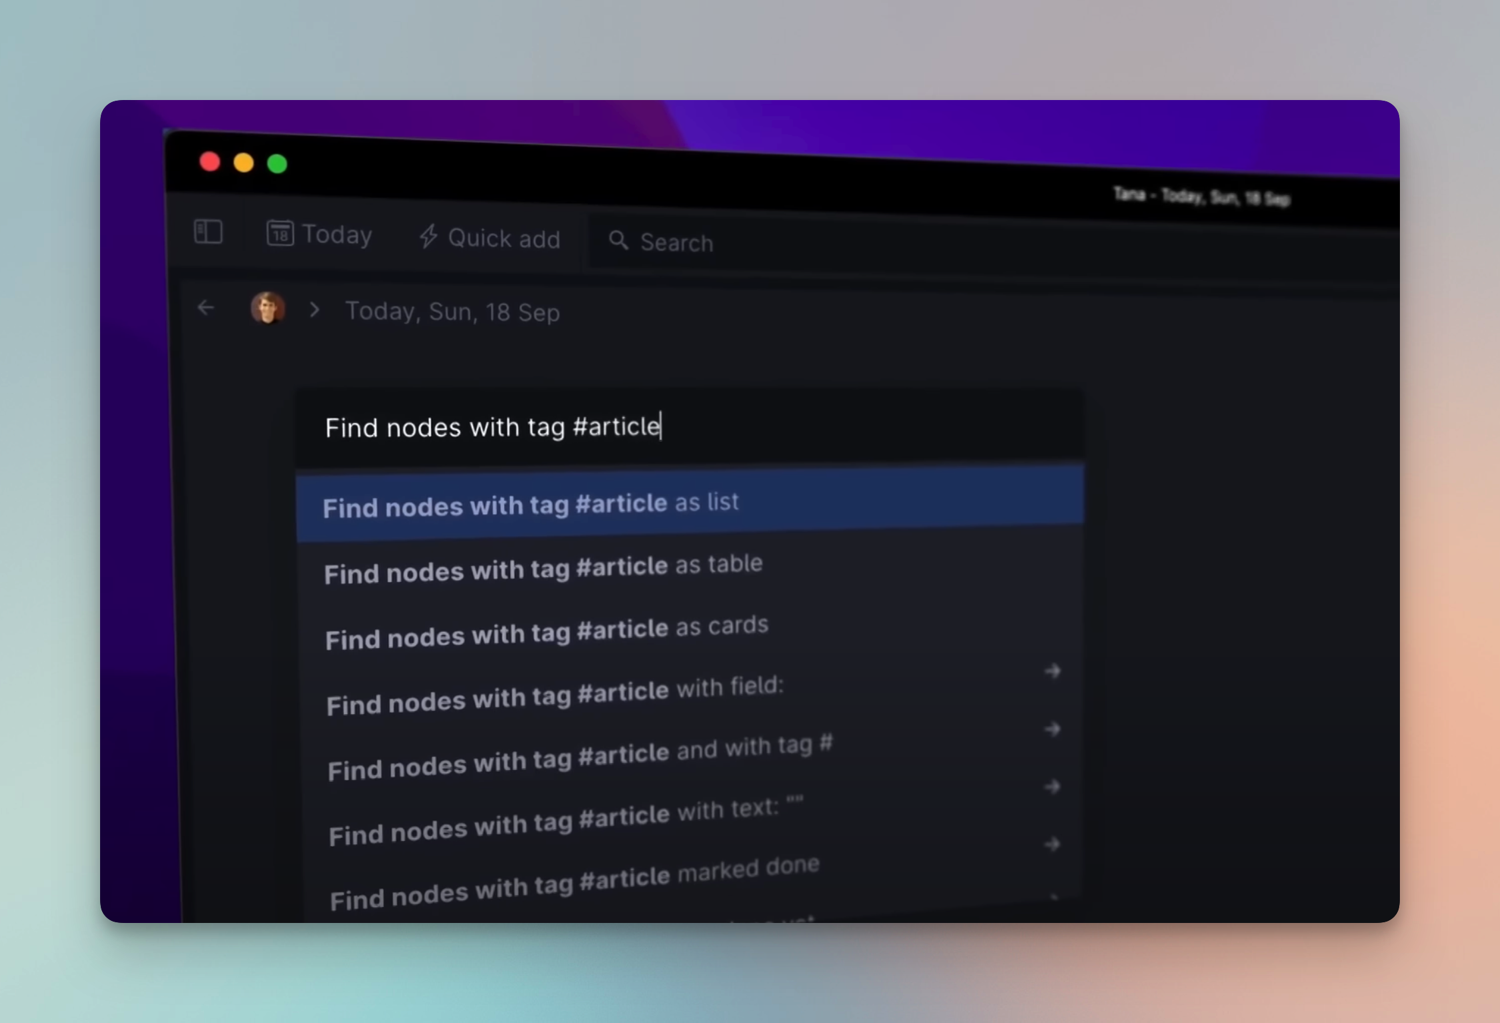 Tana - Today, Sun, 18 Sep
18 Today Quick add Search
Today, Sun, 18 Sep
Find nodes with tag #article
Find nodes with tag #article as list
Find nodes with tag #article as table
Find nodes with tag #article as cards
Find nodes with tag #article with field:
Find nodes with tag #article and with tag #
Find nodes with tag #article with text: ""
Find nodes with tag #article marked done